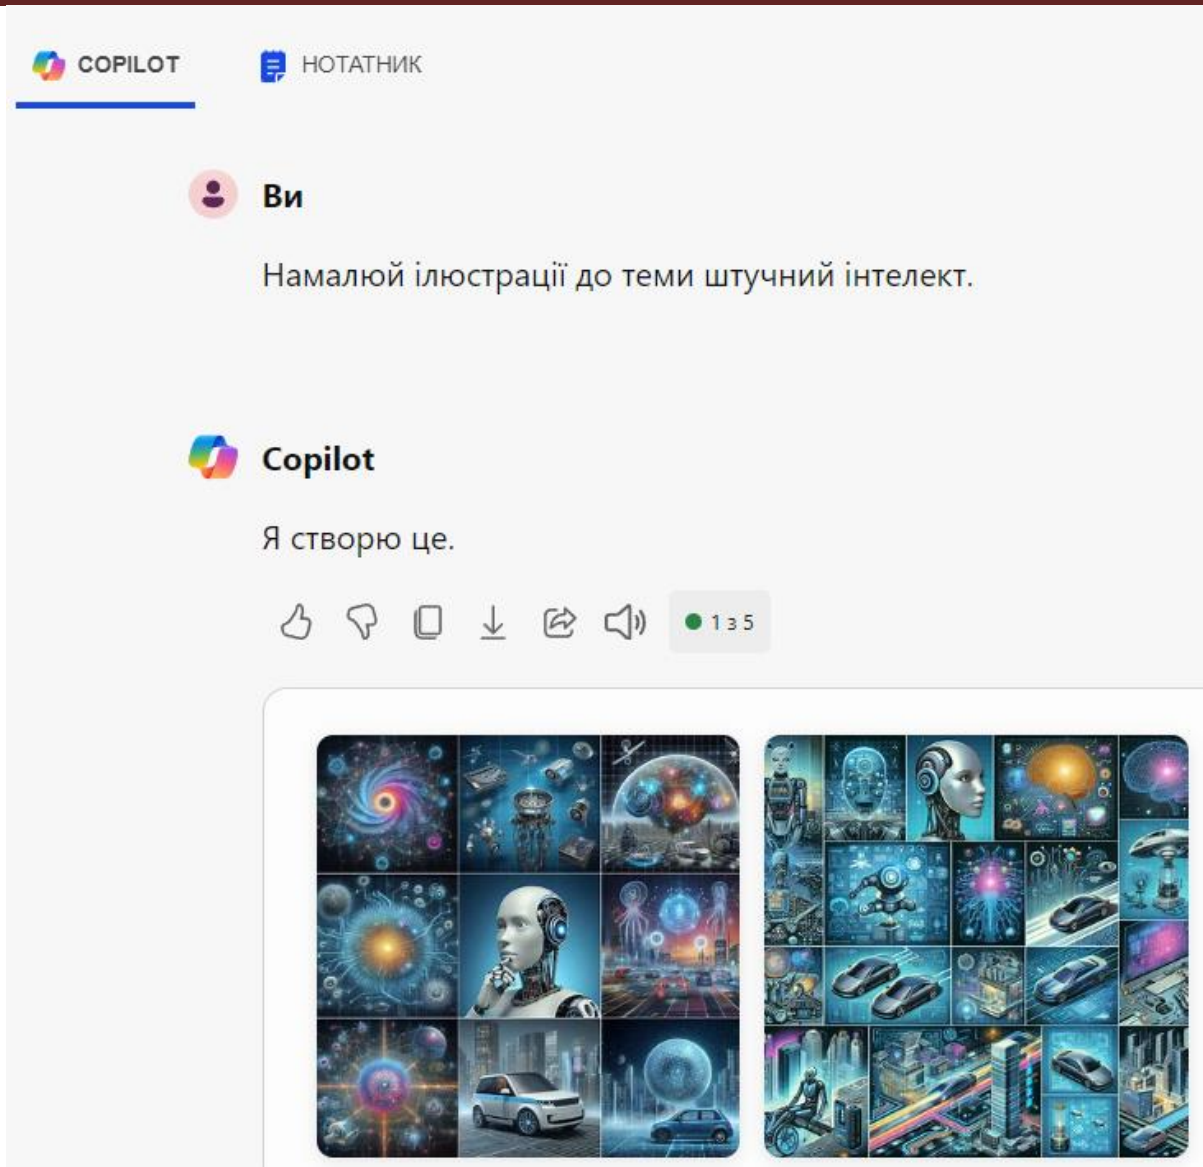 COPILOT
НОТАТНИК
Ви
Намалюй ілюстрації до теми штучний інтелект.
Copilot
Я створю це.
1 з 5